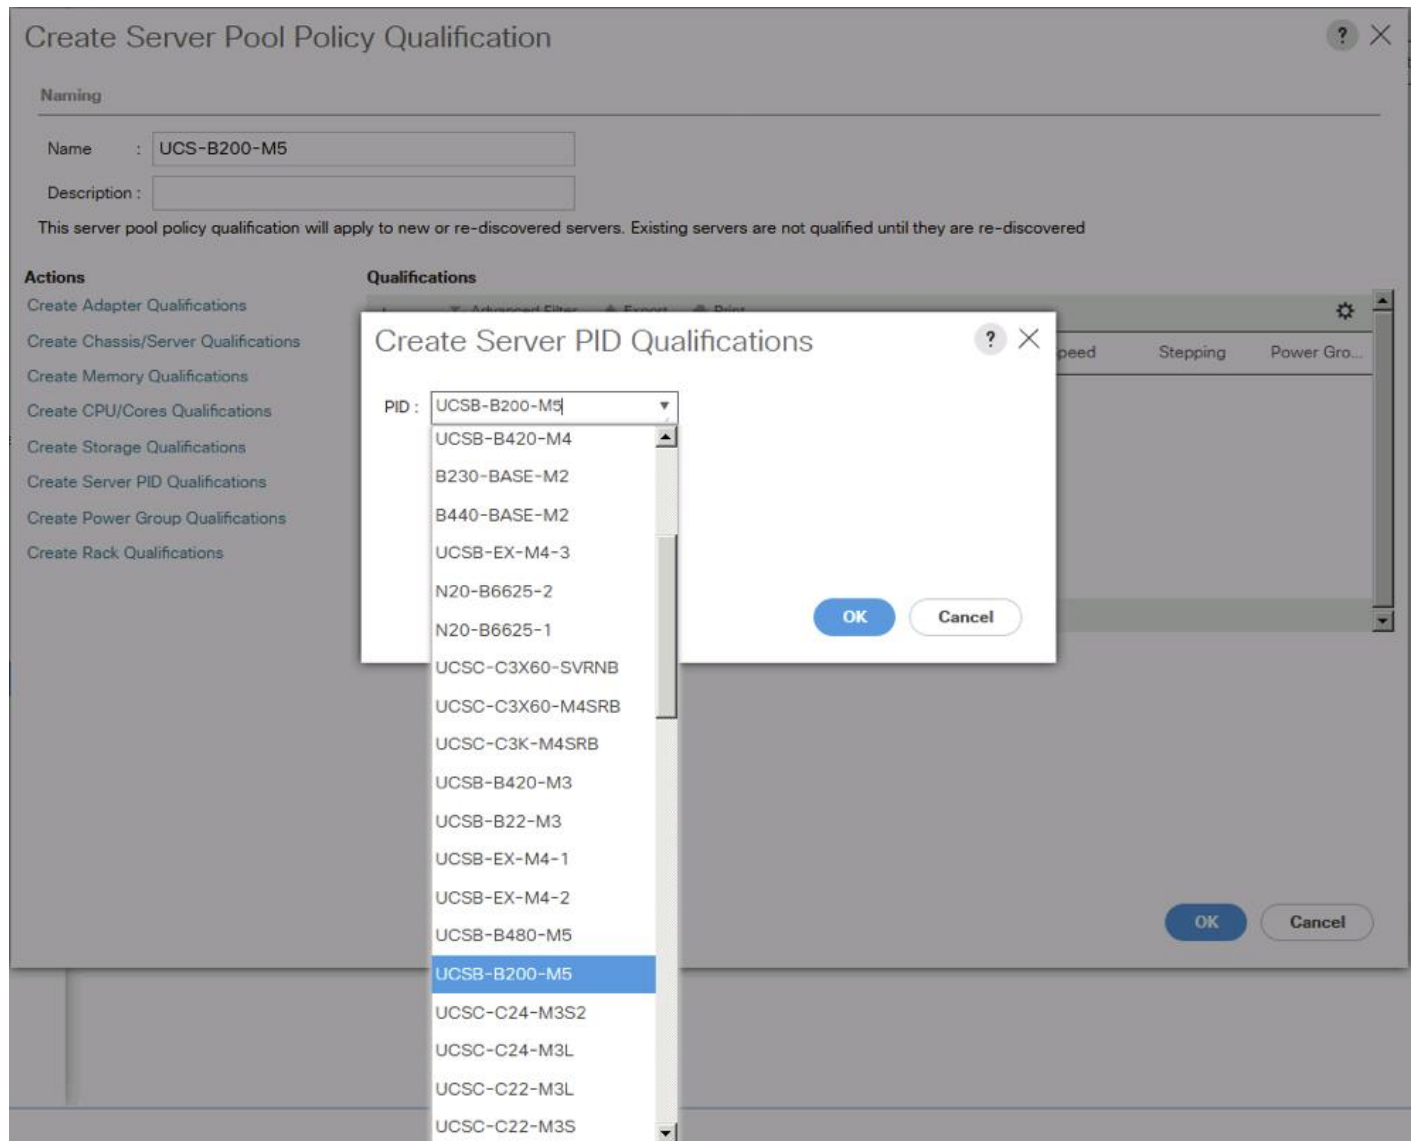 Create Server Pool Policy Qualification
?
Naming
Name : UCS-B200-M5
Description :
This server pool policy qualification will apply to new or re-discovered servers. Existing servers are not qualified until they are re-discovered
Actions
Create Adapter Qualifications
Create Chassis/Server Qualifications
Create Memory Qualifications
Create CPU/Cores Qualifications
Create Storage Qualifications
Create Server PID Qualifications
Create Power Group Qualifications
Create Rack Qualifications
Qualifications
Advanced Filter Export Print
peed Stepping Power Gro...
Create Server PID Qualifications
?
PID : UCSB-B200-M5
UCSB-B420-M4
B230-BASE-M2
B440-BASE-M2
UCSB-EX-M4-3
N20-B6625-2
N20-B6625-1
UCSC-C3X60-SVRNB
UCSC-C3X60-M4SRB
UCSC-C3K-M4SRB
UCSB-B420-M3
UCSB-B22-M3
UCSB-EX-M4-1
UCSB-EX-M4-2
UCSB-B480-M5
UCSB-B200-M5
UCSC-C24-M3S2
UCSC-C24-M3L
UCSC-C22-M3L
UCSC-C22-M3S
OK Cancel
OK Cancel